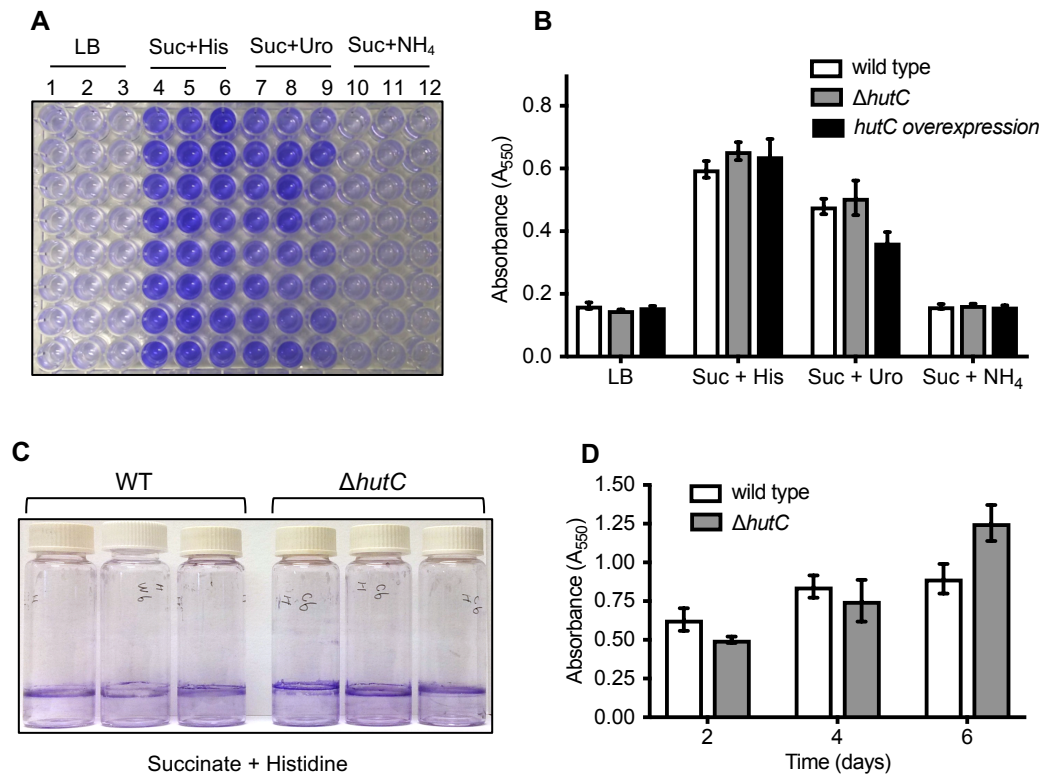 A
LB Suc+His Suc+Uro Suc+NH₄
1 2 3 4 5 6 7 8 9 10 11 12
B
wild type
ΔhutC
hutC overexpression
Absorbance (A₅₅₀)
0.8
0.6
0.4
0.2
0.0
LB Suc + His Suc + Uro Suc + NH₄
C
WT ΔhutC
Succinate + Histidine
D
wild type
ΔhutC
Absorbance (A₅₅₀)
1.50
1.25
1.00
0.75
0.50
0.25
0.00
2 4 6
Time (days)